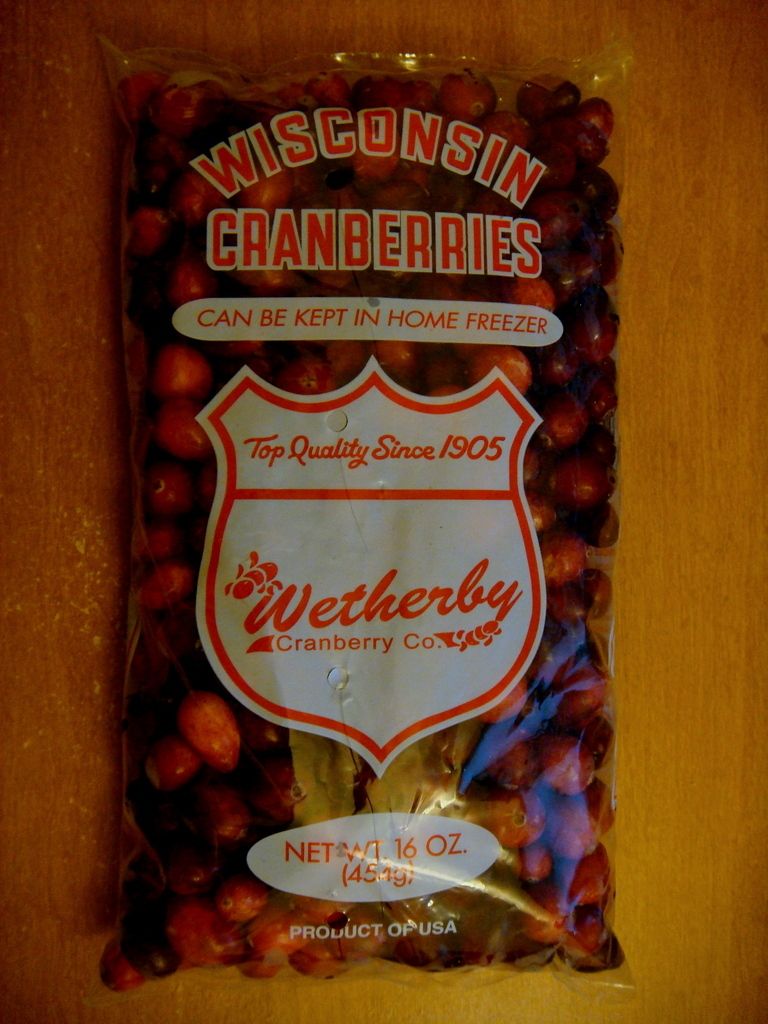 WISCONSIN
CRANBERRIES
CAN BE KEPT IN HOME FREEZER
Top Quality Since 1905
Wetherby
Cranberry Co.
NET WT. 16 OZ.
(454g)
PRODUCT OF USA